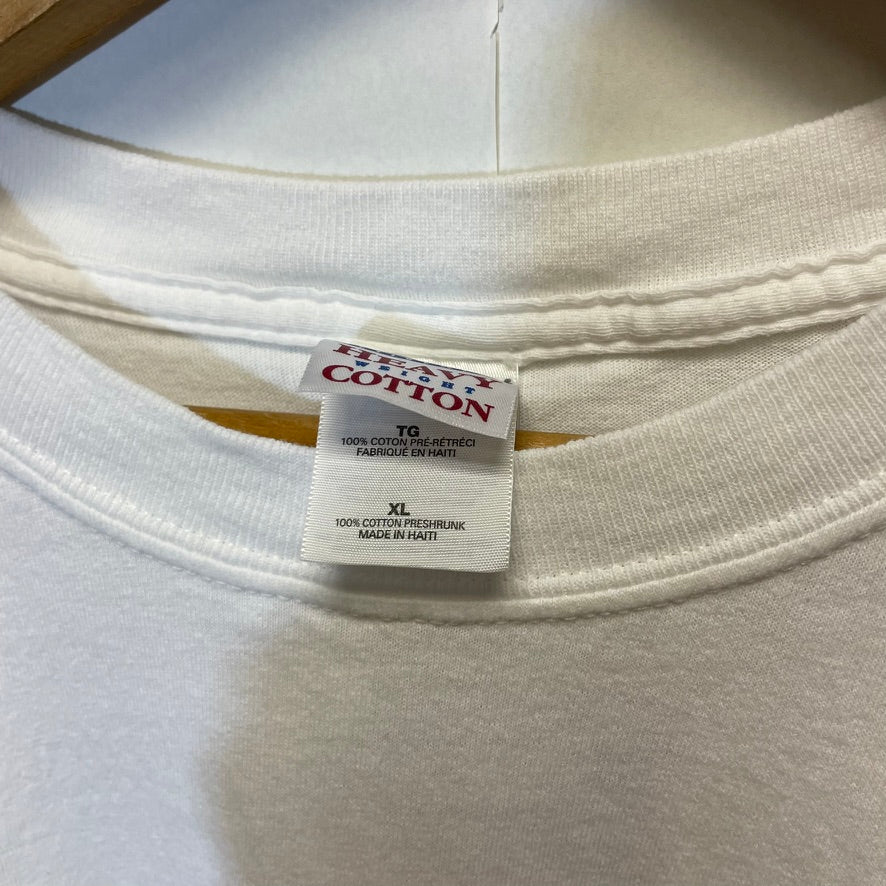 HEAVY
WEIGHT
COTTON
TG
100% COTON PRÉ-RÉTRÉCI
FABRIQUÉ EN HAITI
XL
100% COTTON PRESHRUNK
MADE IN HAITI